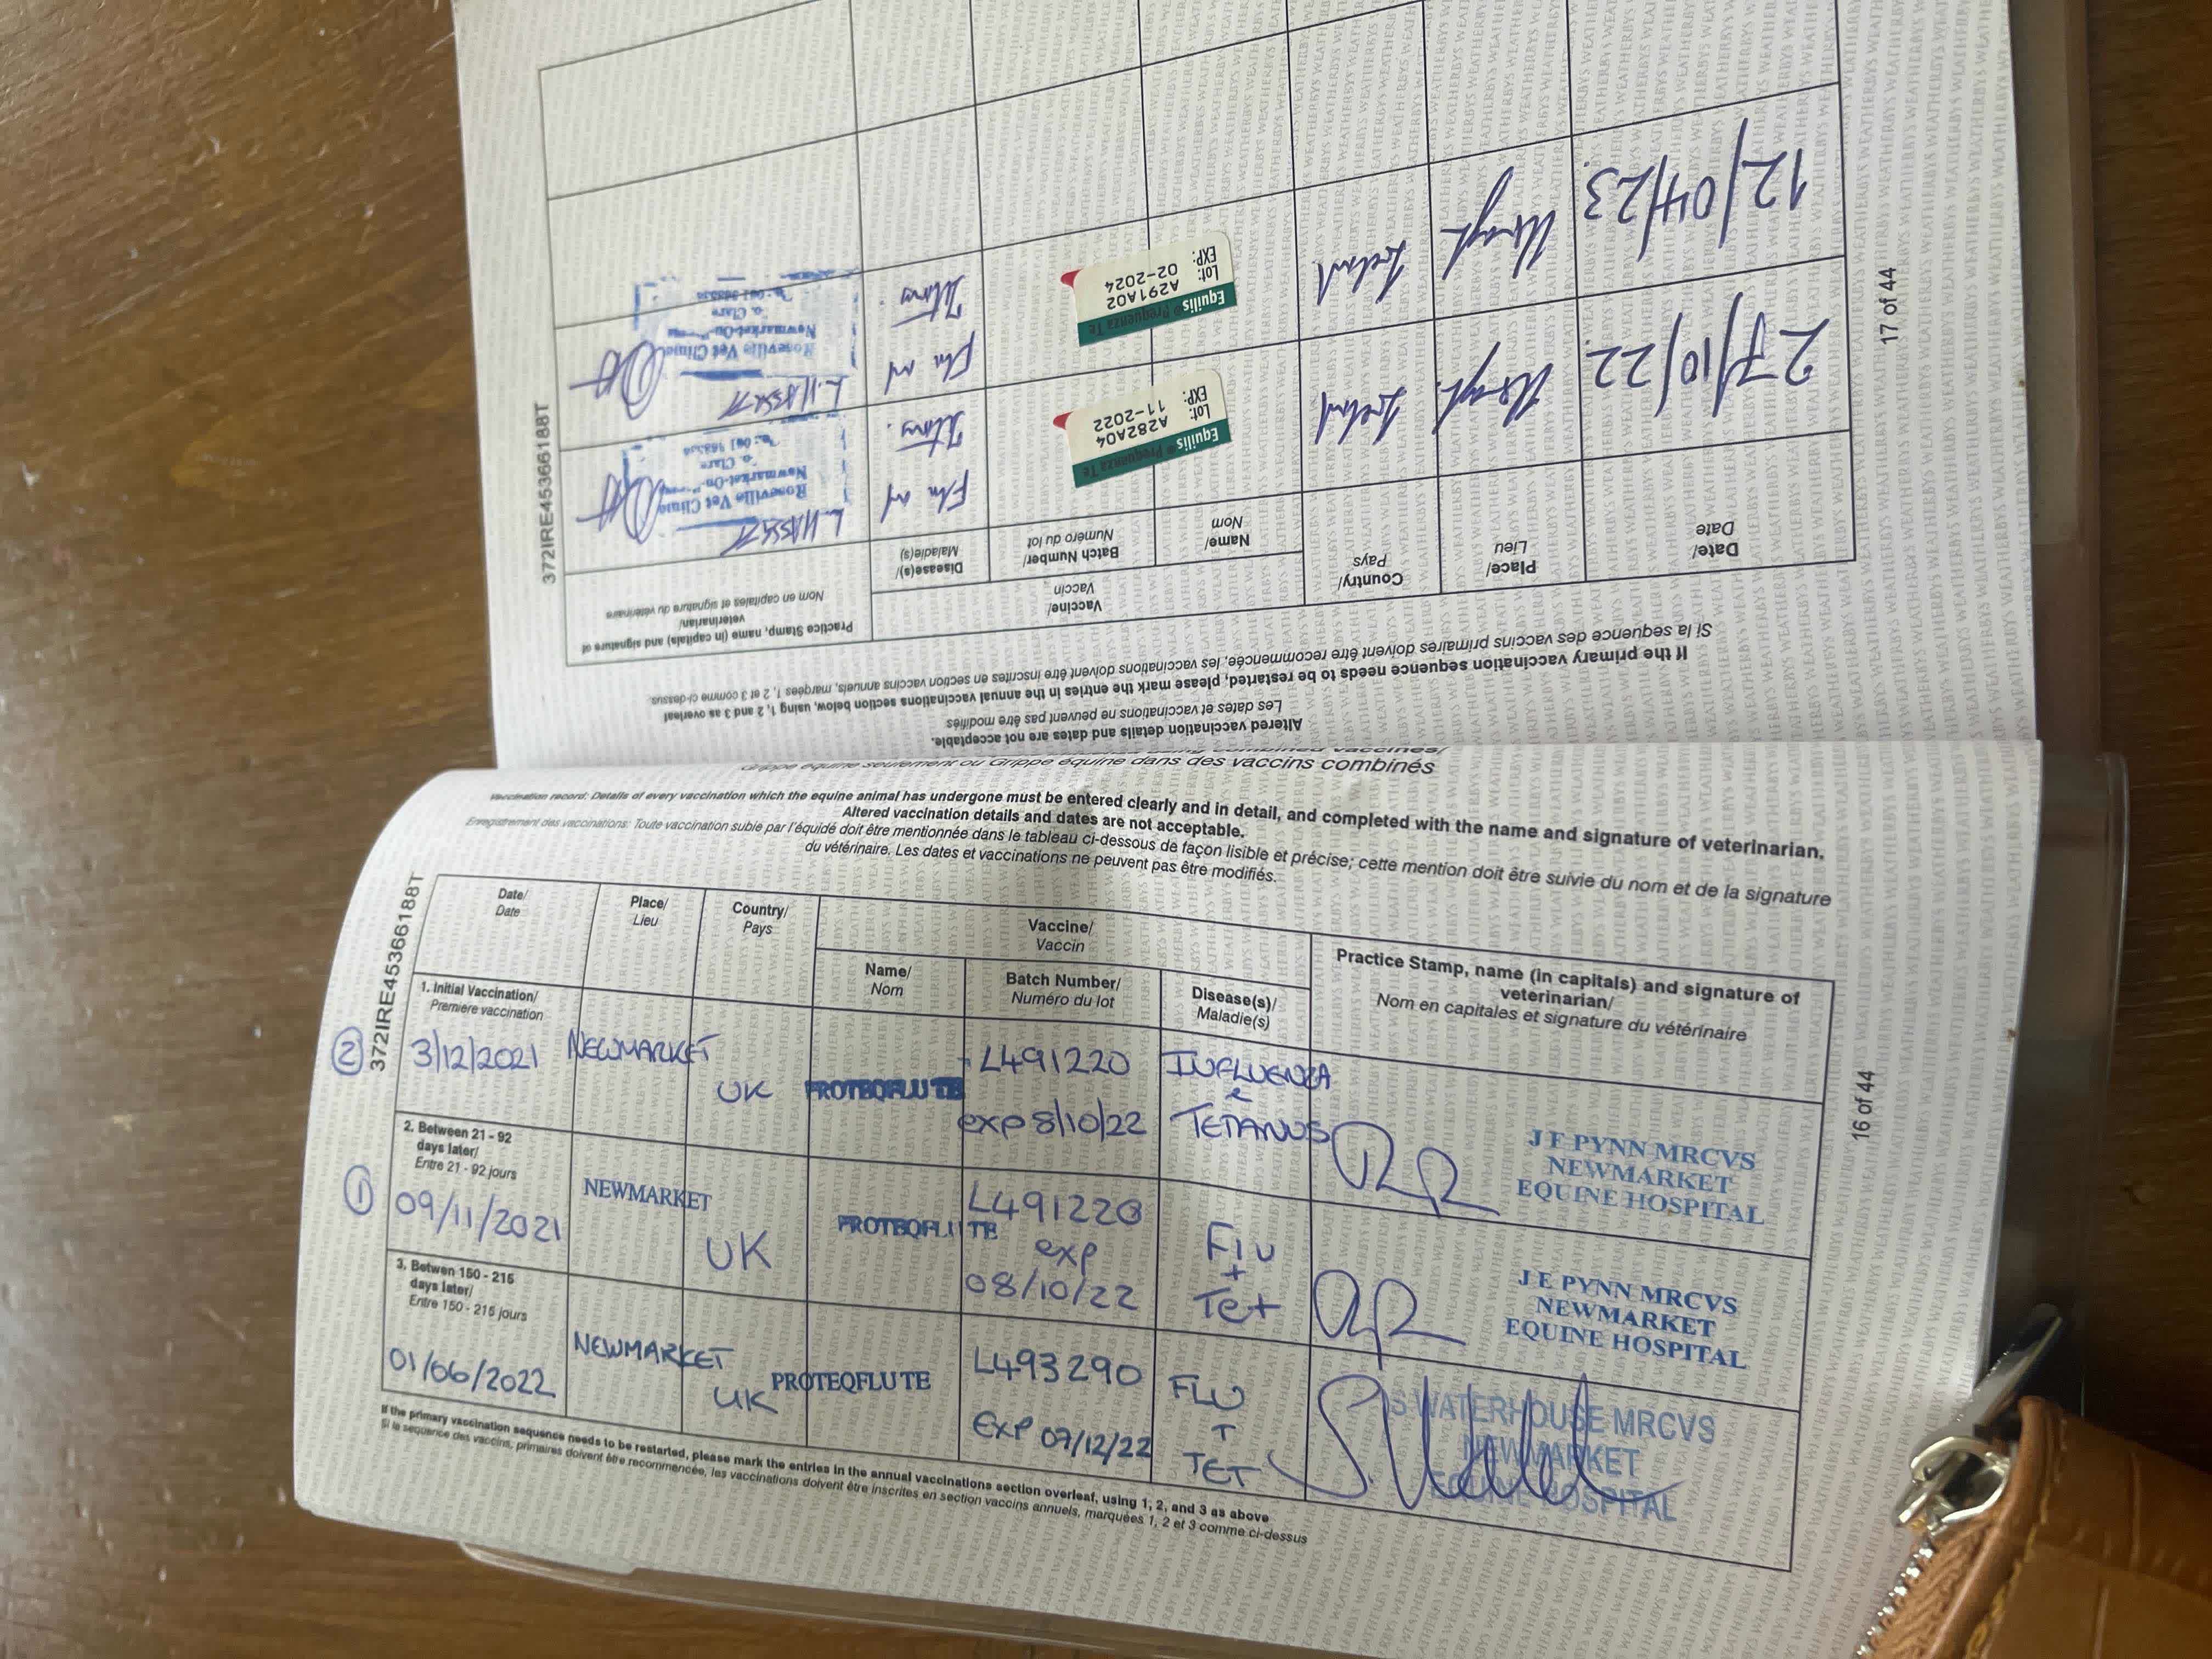 Grippe équine seulement ou Grippe équine dans des vaccins combinés
Vaccination record: Details of every vaccination which the equine animal has undergone must be entered clearly and in detail, and completed with the name and signature of veterinarian.
Altered vaccination details and dates are not acceptable.
Enregistrement des vaccinations: Toute vaccination subie par l'équidé doit être mentionnée dans le tableau ci-dessous de façon lisible et précise; cette mention doit être suivie du nom et de la signature
du vétérinaire. Les dates et vaccinations ne peuvent pas être modifiés.
372IRE45366188T
Date/
Date
Place/
Lieu
Country/
Pays
Vaccine/
Vaccin
Name/
Nom
Batch Number/
Numéro du lot
Disease(s)/
Maladie(s)
Practice Stamp, name (in capitals) and signature of
veterinarian/
Nom en capitales et signature du vétérinaire
1. Initial Vaccination/
Premiere vaccination
② 3/12/2021
NEWMARKET
UK
PROTEQFLU TE
L491220
exp 8/10/22
INFLUENZA
&
TETANUS
J F PYNN MRCVS
NEWMARKET
EQUINE HOSPITAL
2. Between 21 - 92
days later/
Entre 21 - 92 jours
① 09/11/2021
NEWMARKET
UK
PROTEQFLU TE
L491220
exp
08/10/22
Flu
+
Tet
J F PYNN MRCVS
NEWMARKET
EQUINE HOSPITAL
3. Betwen 150 - 215
days later/
Entre 150 - 215 jours
01/06/2022
NEWMARKET
UK
PROTEQFLU TE
L493290
EXP 07/12/22
FLU
+
TET
S WATERHOUSE MRCVS
NEWMARKET
EQUINE HOSPITAL
If the primary vaccination sequence needs to be restarted, please mark the entries in the annual vaccinations section overleaf, using 1, 2, and 3 as above
Si le sequence des vaccins, primaires doivent être recommencée, les vaccinations doivent être inscrites en section vaccins annuels, marquées 1, 2 et 3 comme ci-dessus
16 of 44
Altered vaccination details and dates are not acceptable.
Les dates et vaccinations ne peuvent pas être modifiés
If the primary vaccination sequence needs to be restarted, please mark the entries in the annual vaccinations section below, using 1, 2 and 3 as overleaf
Si la sequence des vaccins primaires doivent être recommencée, les vaccinations doivent être inscrites en section vaccins annuels, marqées 1, 2 et 3 comme ci-dessus.
Date/
Date
Place/
Lieu
Country/
Pays
Vaccine/
Vaccin
Name/
Nom
Batch Number/
Numéro du lot
Disease(s)/
Maladie(s)
Practice Stamp, name (in capitals) and signature of
veterinarian/
Nom en capitales et signature du vétérinaire
27/10/22
Ireland
Equilis® Prequenza Te
Lot: A282A04
EXP: 11-2022
Flu and
Roseville Vet Clinic
Newmarket-On-
Co. Clare
12/04/23
Ireland
Equilis® Prequenza Te
Lot: A291A02
EXP: 02-2024
Flu and
Roseville Vet Clinic
Newmarket-On-
Co. Clare
372IRE45366188T
17 of 44